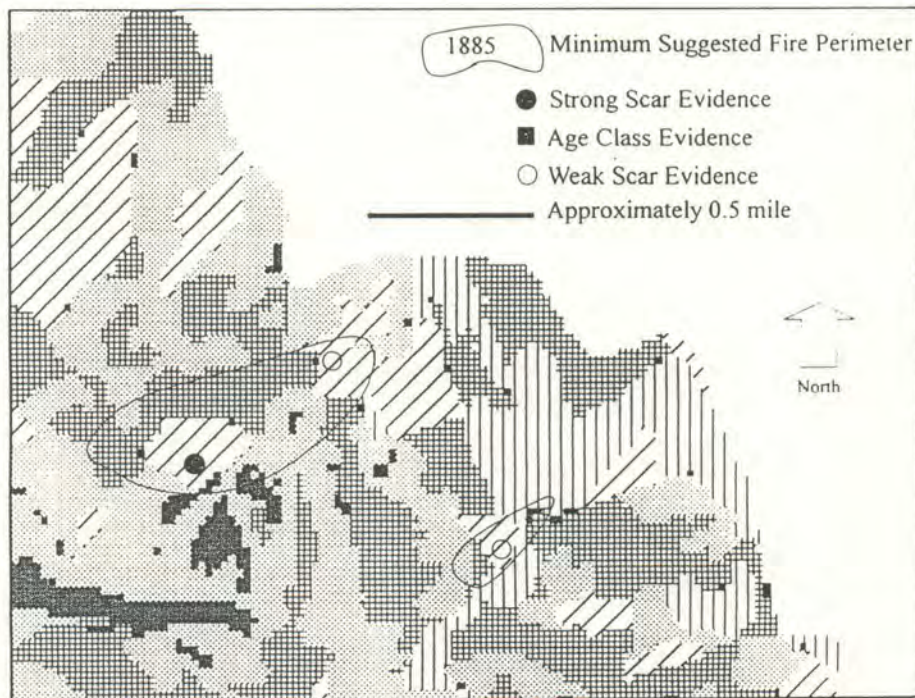 1885 Minimum Suggested Fire Perimeter
Strong Scar Evidence
Age Class Evidence
Weak Scar Evidence
Approximately 0.5 mile
North